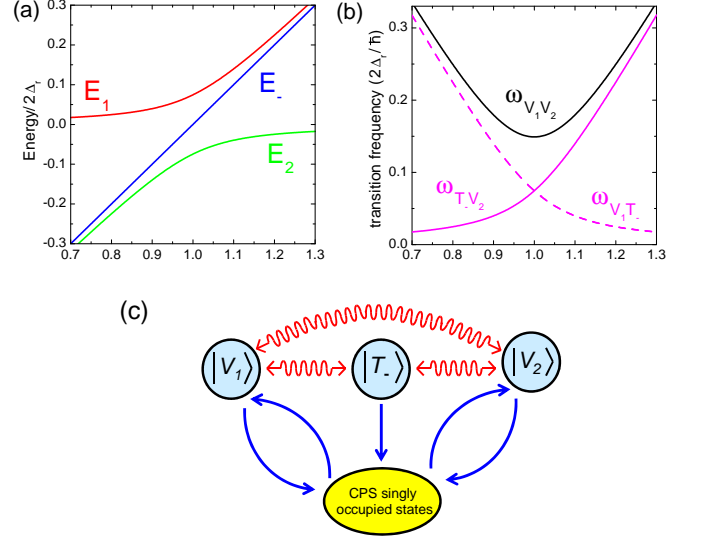 (a)
0.3
0.2
0.1
0.0
-0.1
-0.2
-0.3
Energy/2Δr
E1
E-
E2
0.7 0.8 0.9 1.0 1.1 1.2 1.3
(b)
0.3
0.2
0.1
0.0
transition frequency (2Δr/ħ)
ωV1V2
ωT-V2
ωV1T-
0.7 0.8 0.9 1.0 1.1 1.2 1.3
(c)
|V1⟩
|T-⟩
|V2⟩
CPS singly
occupied states